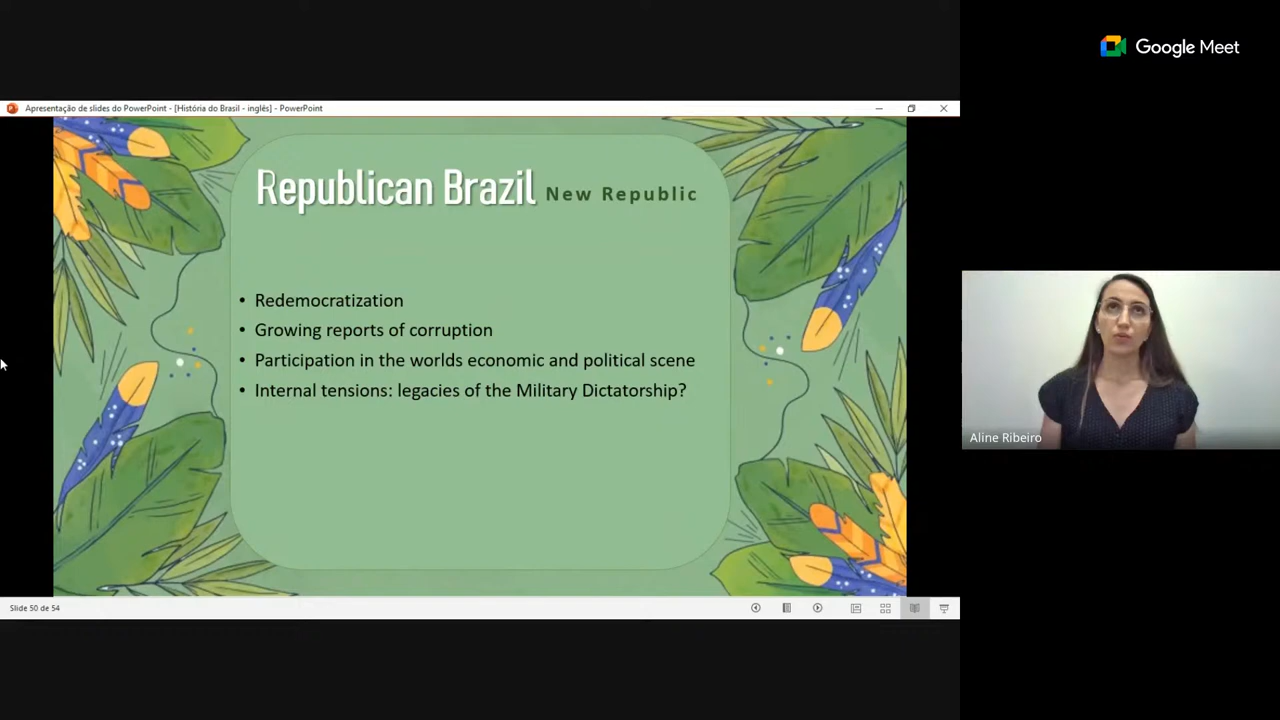 Google Meet
Apresentação de slides do PowerPoint - [História do Brasil - inglês] - PowerPoint
Republican Brazil New Republic
• Redemocratization
• Growing reports of corruption
• Participation in the worlds economic and political scene
• Internal tensions: legacies of the Military Dictatorship?
Aline Ribeiro
Slide 50 de 54